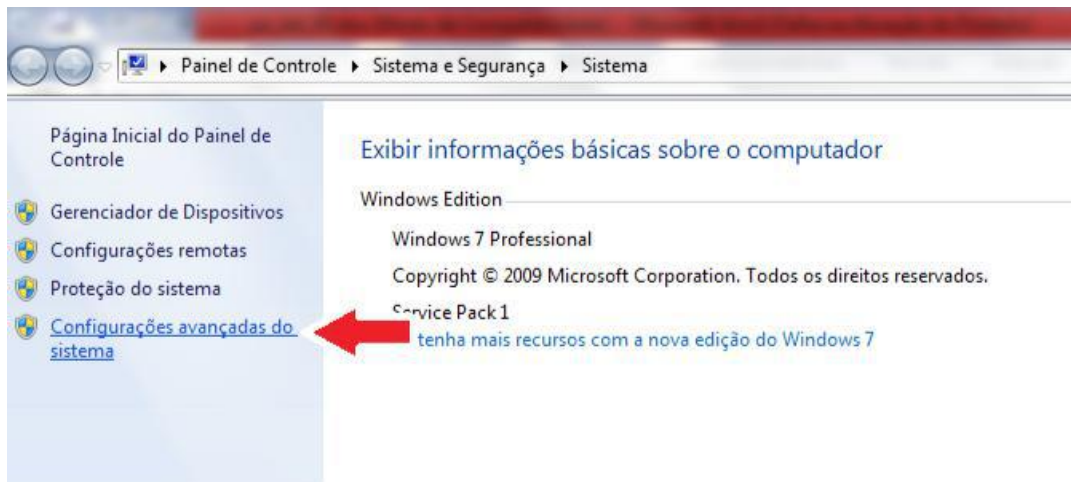 Painel de Controle ▸ Sistema e Segurança ▸ Sistema
Página Inicial do Painel de
Controle
Gerenciador de Dispositivos
Configurações remotas
Proteção do sistema
Configurações avançadas do
sistema
Exibir informações básicas sobre o computador
Windows Edition
Windows 7 Professional
Copyright © 2009 Microsoft Corporation. Todos os direitos reservados.
Service Pack 1
tenha mais recursos com a nova edição do Windows 7